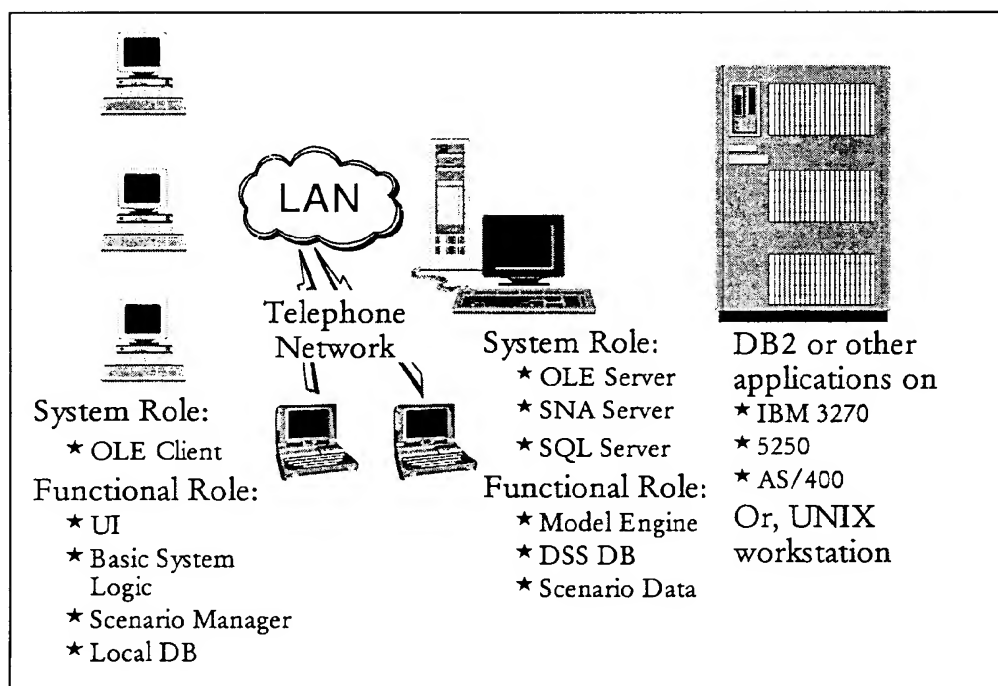 LAN
Telephone
Network
System Role:
★ OLE Client
Functional Role:
★ UI
★ Basic System
Logic
★ Scenario Manager
★ Local DB
System Role:
★ OLE Server
★ SNA Server
★ SQL Server
Functional Role:
★ Model Engine
★ DSS DB
★ Scenario Data
DB2 or other
applications on
★ IBM 3270
★ 5250
★ AS/400
Or, UNIX
workstation